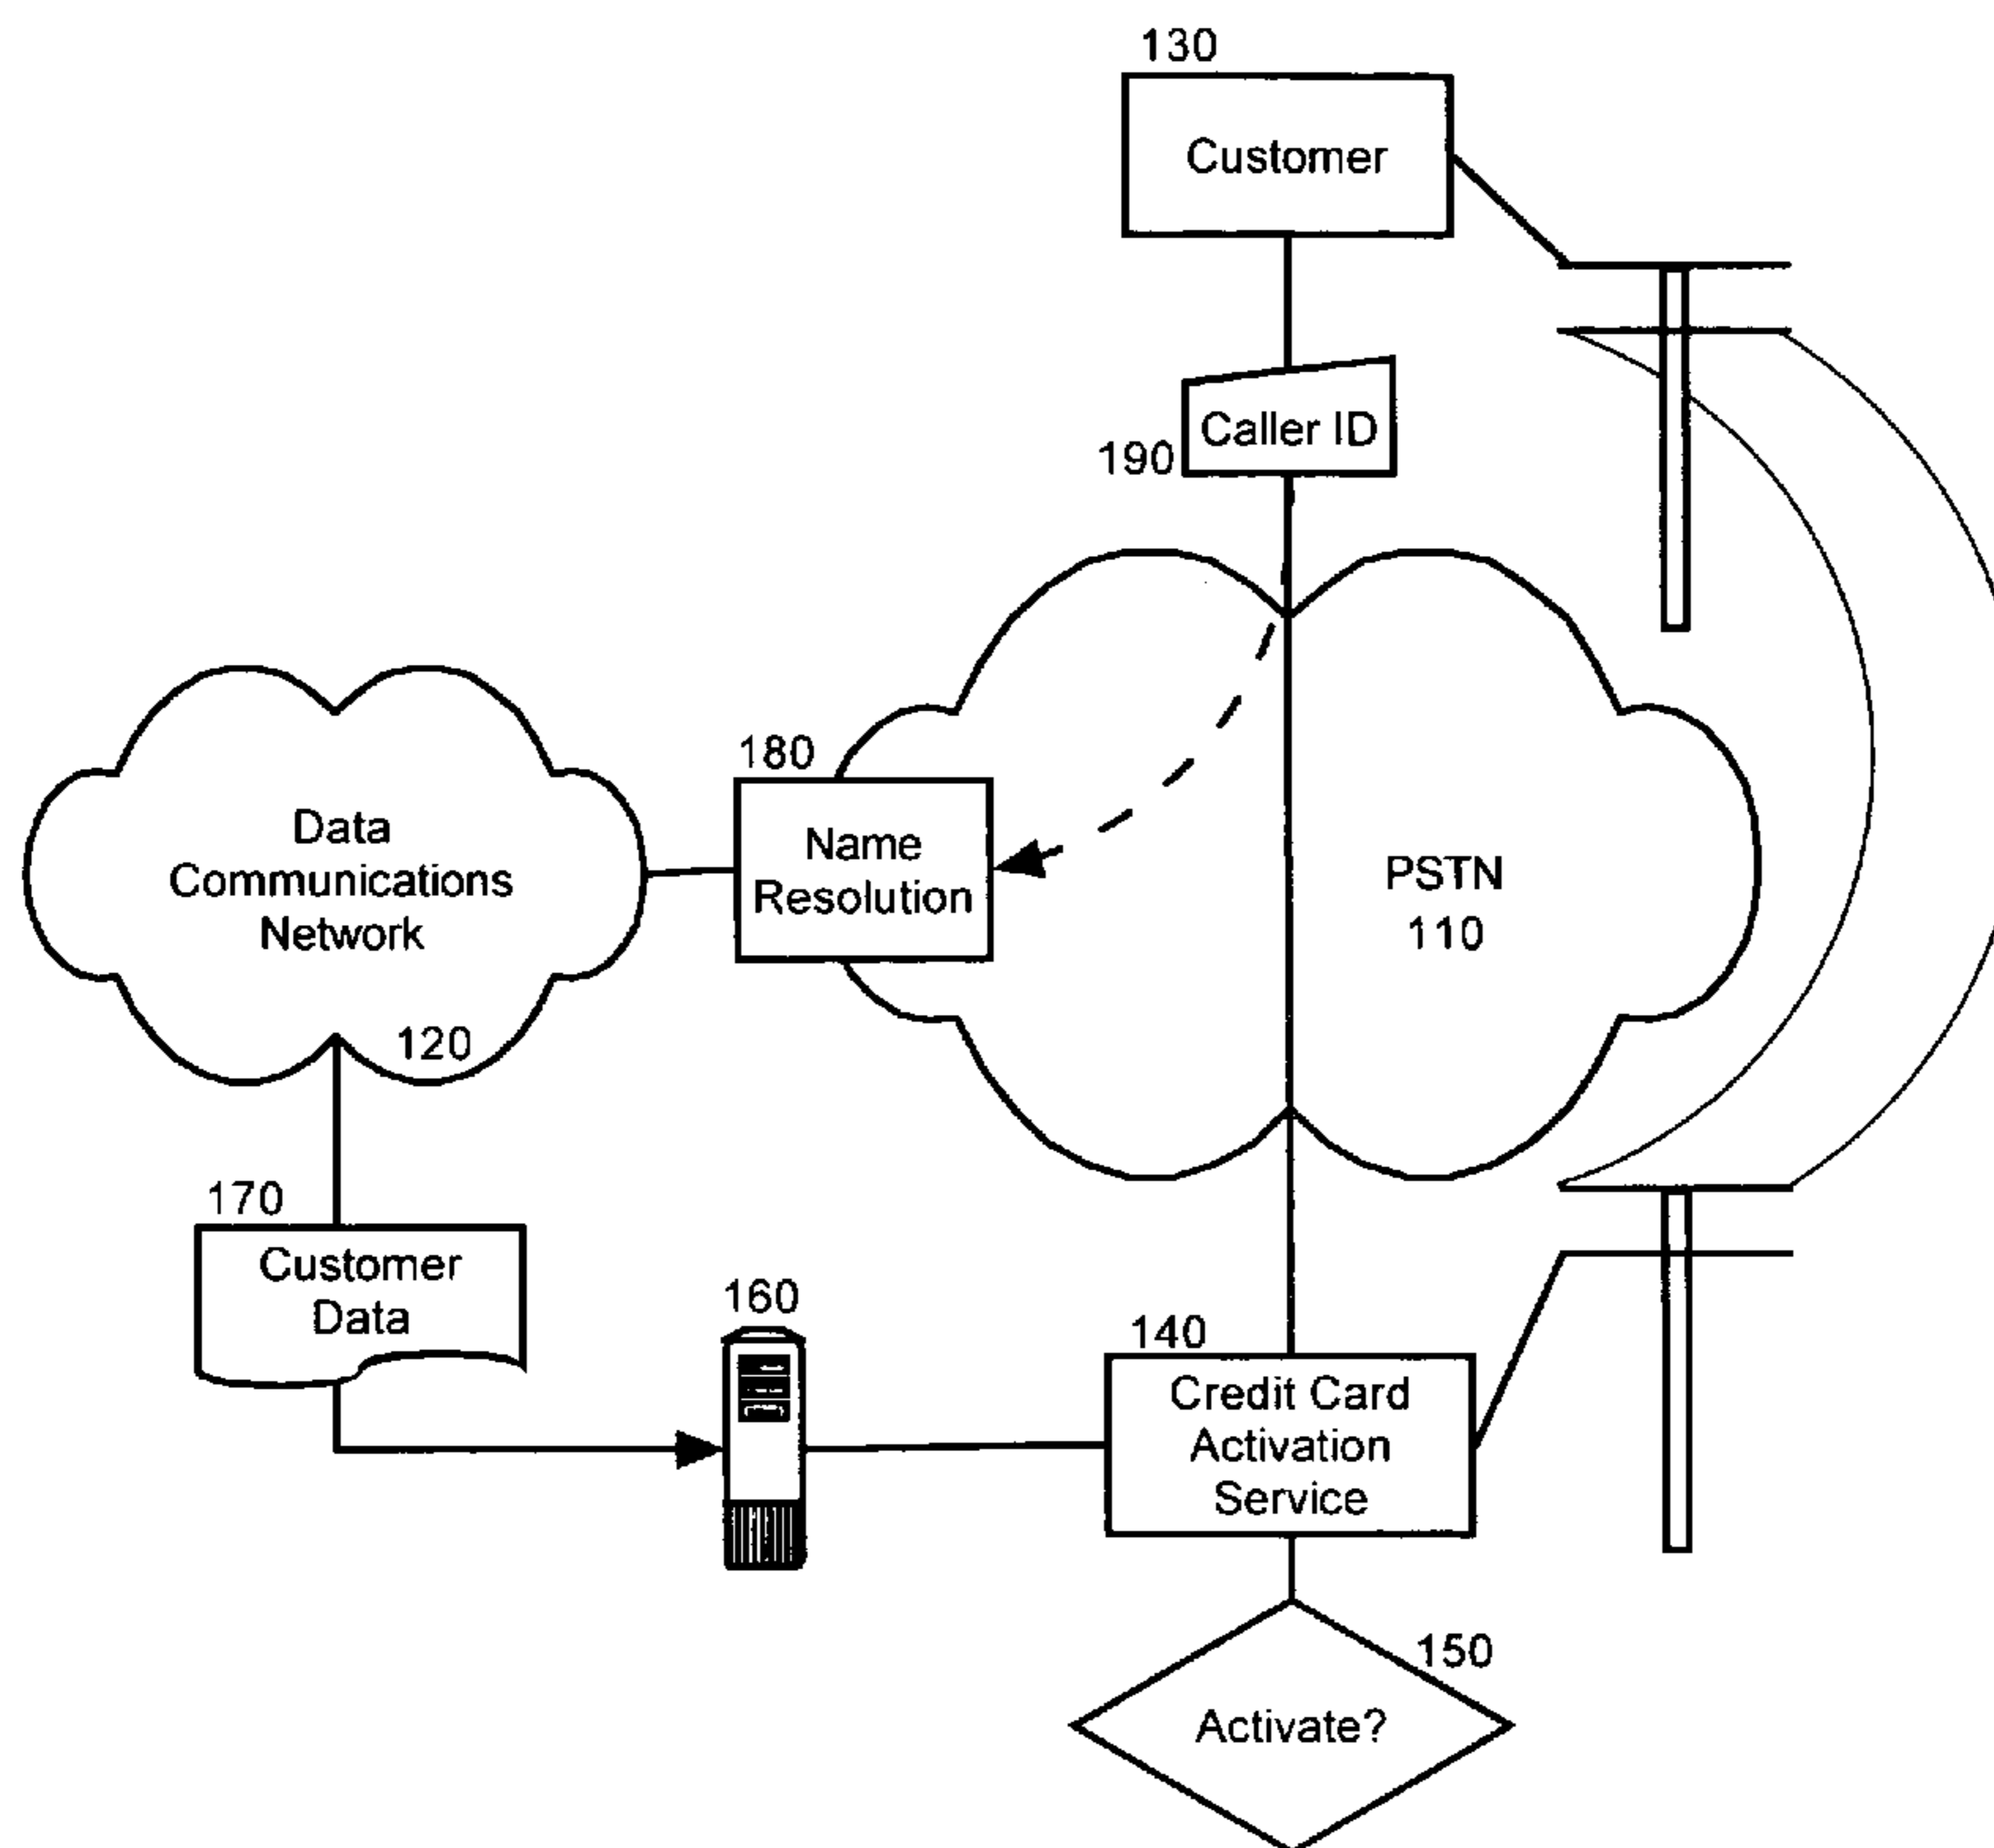 130
Customer
Caller ID
190
180
Name
Resolution
Data
Communications
Network
120
PSTN
110
170
Customer
Data
160
140
Credit Card
Activation
Service
150
Activate?